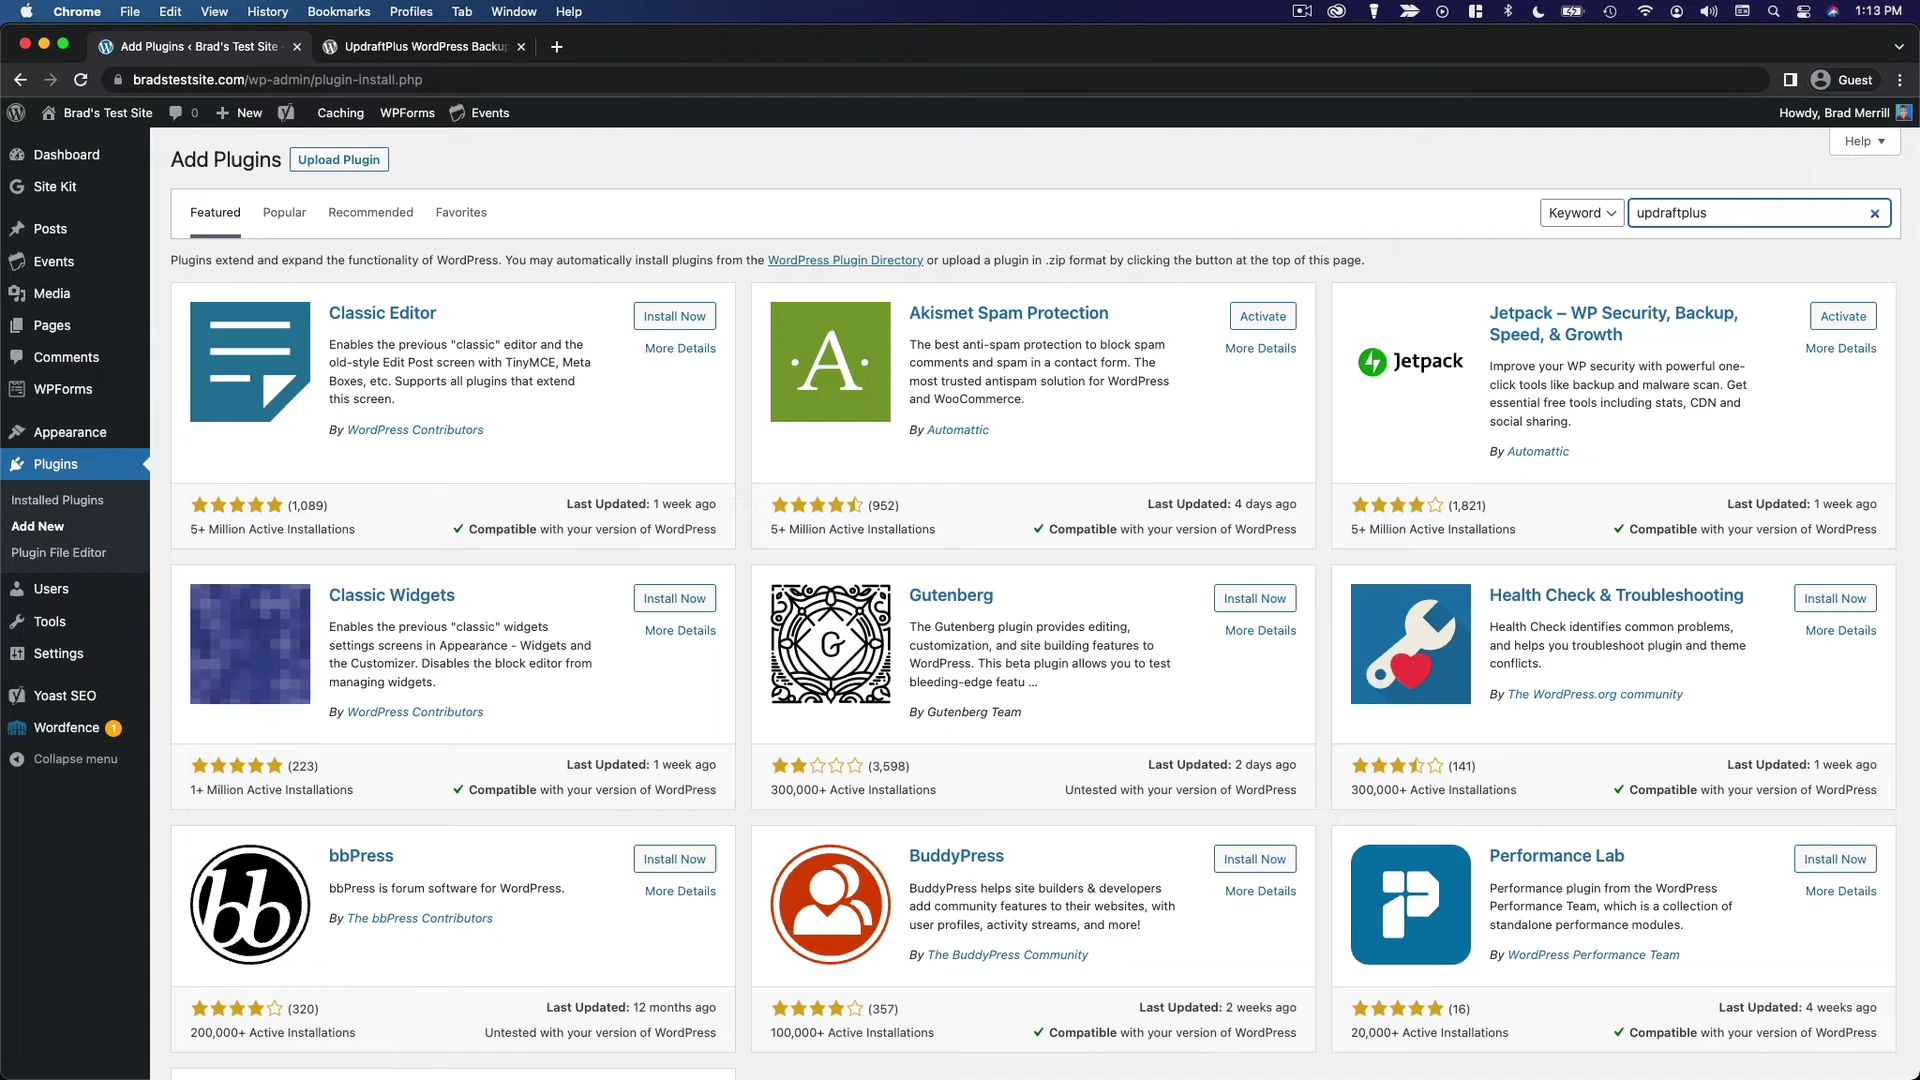 Chrome File Edit View History Bookmarks Profiles Tab Window Help 1:13 PM
Add Plugins ‹ Brad's Test Site - UpdraftPlus WordPress Backup
bradstestsite.com/wp-admin/plugin-install.php Guest
Brad's Test Site 0 New Caching WPForms Events Howdy, Brad Merrill
Dashboard
Site Kit
Posts
Events
Media
Pages
Comments
WPForms
Appearance
Plugins
Installed Plugins
Add New
Plugin File Editor
Users
Tools
Settings
Yoast SEO
Wordfence 1
Collapse menu
Help
Add Plugins Upload Plugin
Featured Popular Recommended Favorites Keyword updraftplus
Plugins extend and expand the functionality of WordPress. You may automatically install plugins from the WordPress Plugin Directory or upload a plugin in .zip format by clicking the button at the top of this page.
Classic Editor
Install Now
More Details
Enables the previous "classic" editor and the
old-style Edit Post screen with TinyMCE, Meta
Boxes, etc. Supports all plugins that extend
this screen.
By WordPress Contributors
(1,089) Last Updated: 1 week ago
5+ Million Active Installations Compatible with your version of WordPress
A
Akismet Spam Protection
Activate
More Details
The best anti-spam protection to block spam
comments and spam in a contact form. The
most trusted antispam solution for WordPress
and WooCommerce.
By Automattic
(952) Last Updated: 4 days ago
5+ Million Active Installations Compatible with your version of WordPress
Jetpack
Jetpack – WP Security, Backup,
Speed, & Growth
Activate
More Details
Improve your WP security with powerful one-
click tools like backup and malware scan. Get
essential free tools including stats, CDN and
social sharing.
By Automattic
(1,821) Last Updated: 1 week ago
5+ Million Active Installations Compatible with your version of WordPress
Classic Widgets
Install Now
More Details
Enables the previous "classic" widgets
settings screens in Appearance - Widgets and
the Customizer. Disables the block editor from
managing widgets.
By WordPress Contributors
(223) Last Updated: 1 week ago
1+ Million Active Installations Compatible with your version of WordPress
G
Gutenberg
Install Now
More Details
The Gutenberg plugin provides editing,
customization, and site building features to
WordPress. This beta plugin allows you to test
bleeding-edge featu ...
By Gutenberg Team
(3,598) Last Updated: 2 days ago
300,000+ Active Installations Untested with your version of WordPress
Health Check & Troubleshooting
Install Now
More Details
Health Check identifies common problems,
and helps you troubleshoot plugin and theme
conflicts.
By The WordPress.org community
(141) Last Updated: 1 week ago
300,000+ Active Installations Compatible with your version of WordPress
bb
bbPress
Install Now
More Details
bbPress is forum software for WordPress.
By The bbPress Contributors
(320) Last Updated: 12 months ago
200,000+ Active Installations Untested with your version of WordPress
BuddyPress
Install Now
More Details
BuddyPress helps site builders & developers
add community features to their websites, with
user profiles, activity streams, and more!
By The BuddyPress Community
(357) Last Updated: 2 weeks ago
100,000+ Active Installations Compatible with your version of WordPress
Performance Lab
Install Now
More Details
Performance plugin from the WordPress
Performance Team, which is a collection of
standalone performance modules.
By WordPress Performance Team
(16) Last Updated: 4 weeks ago
20,000+ Active Installations Compatible with your version of WordPress